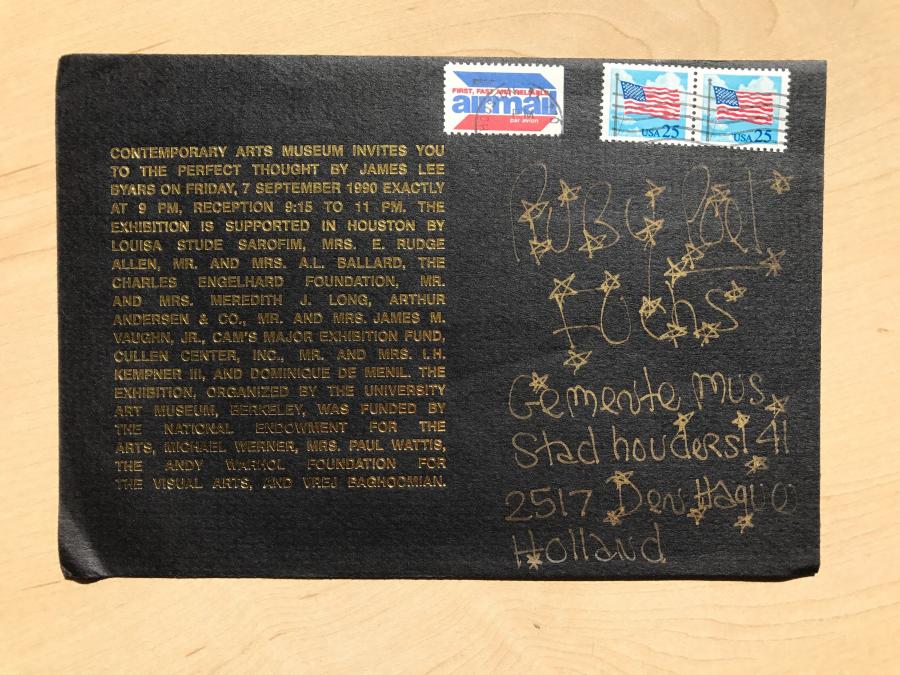 CONTEMPORARY ARTS MUSEUM INVITES YOU
TO THE PERFECT THOUGHT BY JAMES LEE
BYARS ON FRIDAY, 7 SEPTEMBER 1990 EXACTLY
AT 9 PM, RECEPTION 9:15 TO 11 PM. THE
EXHIBITION IS SUPPORTED IN HOUSTON BY
LOUISA STUDE SAROFIM, MRS. E. RUDGE
ALLEN, MR. AND MRS. A.L. BALLARD, THE
CHARLES ENGELHARD FOUNDATION, MR.
AND MRS. MEREDITH J. LONG, ARTHUR
ANDERSEN & CO., MR. AND MRS. JAMES M.
VAUGHN, JR., CAM'S MAJOR EXHIBITION FUND,
CULLEN CENTER, INC., MR. AND MRS. I.H.
KEMPNER III, AND DOMINIQUE DE MENIL. THE
EXHIBITION, ORGANIZED BY THE UNIVERSITY
ART MUSEUM, BERKELEY, WAS FUNDED BY
THE NATIONAL ENDOWMENT FOR THE
ARTS, MICHAEL WERNER, MRS. PAUL WATTIS,
THE ANDY WARHOL FOUNDATION FOR
THE VISUAL ARTS, AND VREJ BAGHOOMIAN.
FIRST, FAST AND RELIABLE
airmail
par avion
USA 25
USA 25
Fuchs
Gemente Mus
Stadhouders 41
2517 Den Haque
Holland